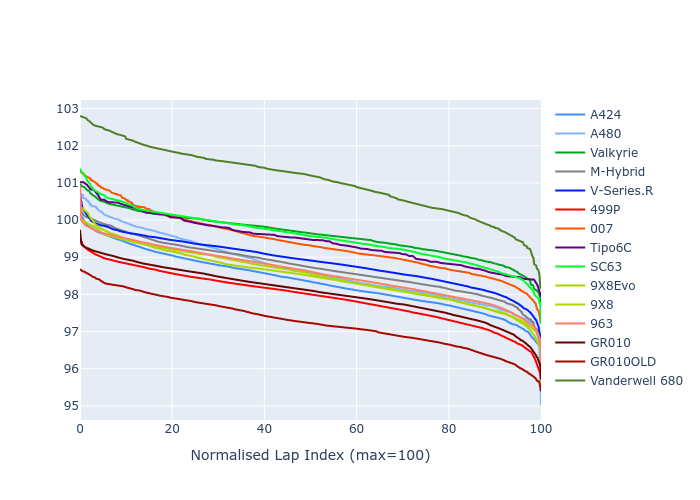 103
102
101
100
99
98
97
96
95
0
20
40
60
80
100
Normalised Lap Index (max=100)
A424
A480
Valkyrie
M-Hybrid
V-Series.R
499P
007
Tipo6C
SC63
9X8Evo
9X8
963
GR010
GR010OLD
Vanderwell 680